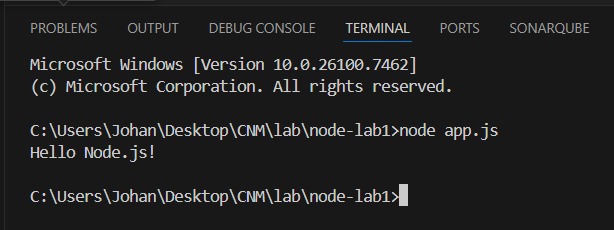 PROBLEMS OUTPUT DEBUG CONSOLE TERMINAL PORTS SONARQUBE
Microsoft Windows [Version 10.0.26100.7462]
(c) Microsoft Corporation. All rights reserved.
C:\Users\Johan\Desktop\CNM\lab\node-lab1>node app.js
Hello Node.js!
C:\Users\Johan\Desktop\CNM\lab\node-lab1>